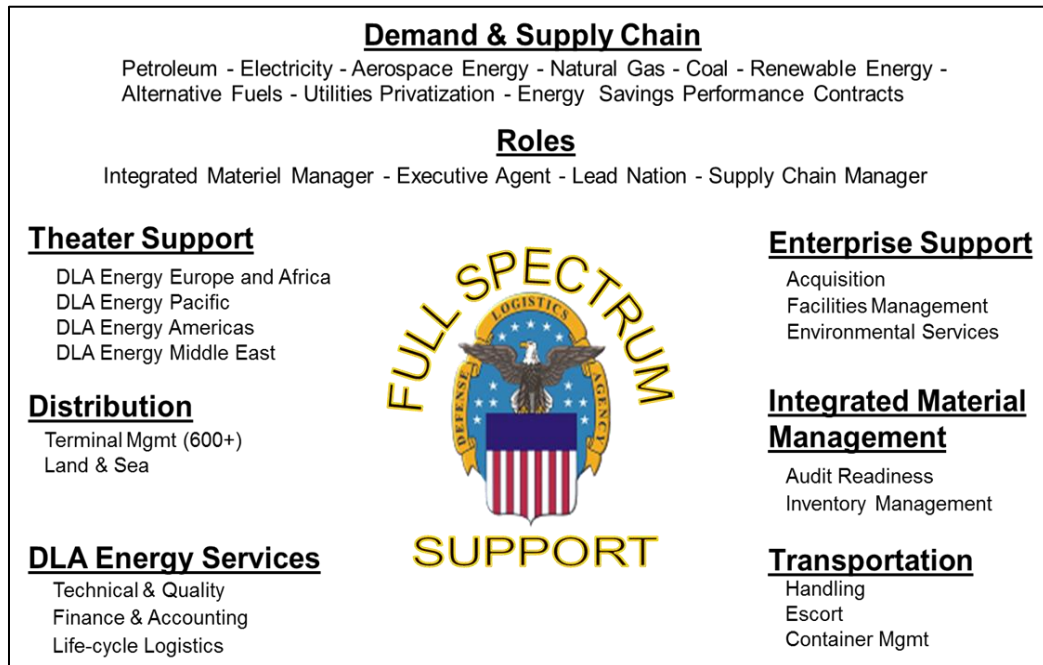 Demand & Supply Chain
Petroleum - Electricity - Aerospace Energy - Natural Gas - Coal - Renewable Energy -
Alternative Fuels - Utilities Privatization - Energy Savings Performance Contracts
Roles
Integrated Materiel Manager - Executive Agent - Lead Nation - Supply Chain Manager
Theater Support
DLA Energy Europe and Africa
DLA Energy Pacific
DLA Energy Americas
DLA Energy Middle East
Distribution
Terminal Mgmt (600+)
Land & Sea
DLA Energy Services
Technical & Quality
Finance & Accounting
Life-cycle Logistics
FULL SPECTRUM
DEFENSE LOGISTICS AGENCY
SUPPORT
Enterprise Support
Acquisition
Facilities Management
Environmental Services
Integrated Material
Management
Audit Readiness
Inventory Management
Transportation
Handling
Escort
Container Mgmt